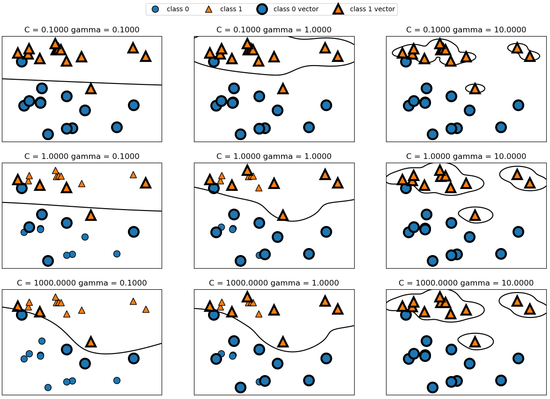 class 0 class 1 class 0 vector class 1 vector
C = 0.1000 gamma = 0.1000 C = 0.1000 gamma = 1.0000 C = 0.1000 gamma = 10.0000
C = 1.0000 gamma = 0.1000 C = 1.0000 gamma = 1.0000 C = 1.0000 gamma = 10.0000
C = 1000.0000 gamma = 0.1000 C = 1000.0000 gamma = 1.0000 C = 1000.0000 gamma = 10.0000